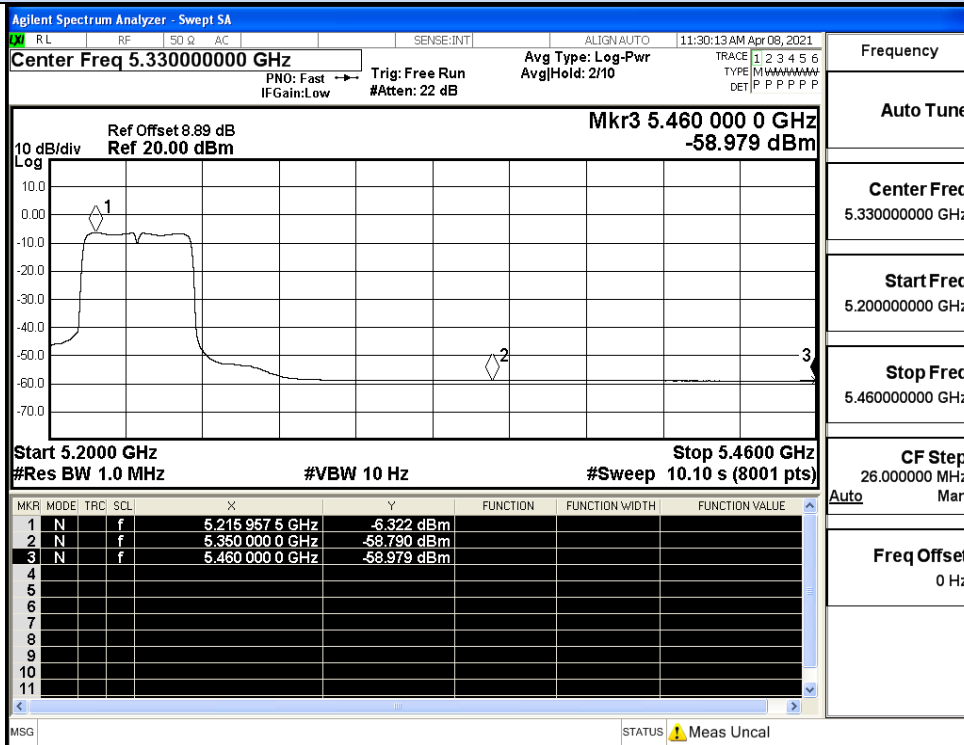 Agilent Spectrum Analyzer - Swept SA
LXI RL RF 50 Ω AC SENSE:INT ALIGNAUTO 11:30:13 AM Apr 08, 2021
Center Freq 5.330000000 GHz
PNO: Fast
IFGain:Low
Trig: Free Run
#Atten: 22 dB
Avg Type: Log-Pwr
Avg|Hold: 2/10
TRACE 1 2 3 4 5 6
TYPE M W W W W W
DET P P P P P P
Ref Offset 8.89 dB
10 dB/div Ref 20.00 dBm
Log
Mkr3 5.460 000 0 GHz
-58.979 dBm
10.0
0.00
-10.0
-20.0
-30.0
-40.0
-50.0
-60.0
-70.0
1
2
3
Start 5.2000 GHz Stop 5.4600 GHz
#Res BW 1.0 MHz #VBW 10 Hz #Sweep 10.10 s (8001 pts)
MKR MODE TRC SCL X Y FUNCTION FUNCTION WIDTH FUNCTION VALUE
1 N f 5.215 957 5 GHz -6.322 dBm
2 N f 5.350 000 0 GHz -58.790 dBm
3 N f 5.460 000 0 GHz -58.979 dBm
4
5
6
7
8
9
10
11
MSG STATUS Meas Uncal
Frequency
Auto Tune
Center Freq
5.330000000 GHz
Start Freq
5.200000000 GHz
Stop Freq
5.460000000 GHz
CF Step
26.000000 MHz
Auto Man
Freq Offset
0 Hz